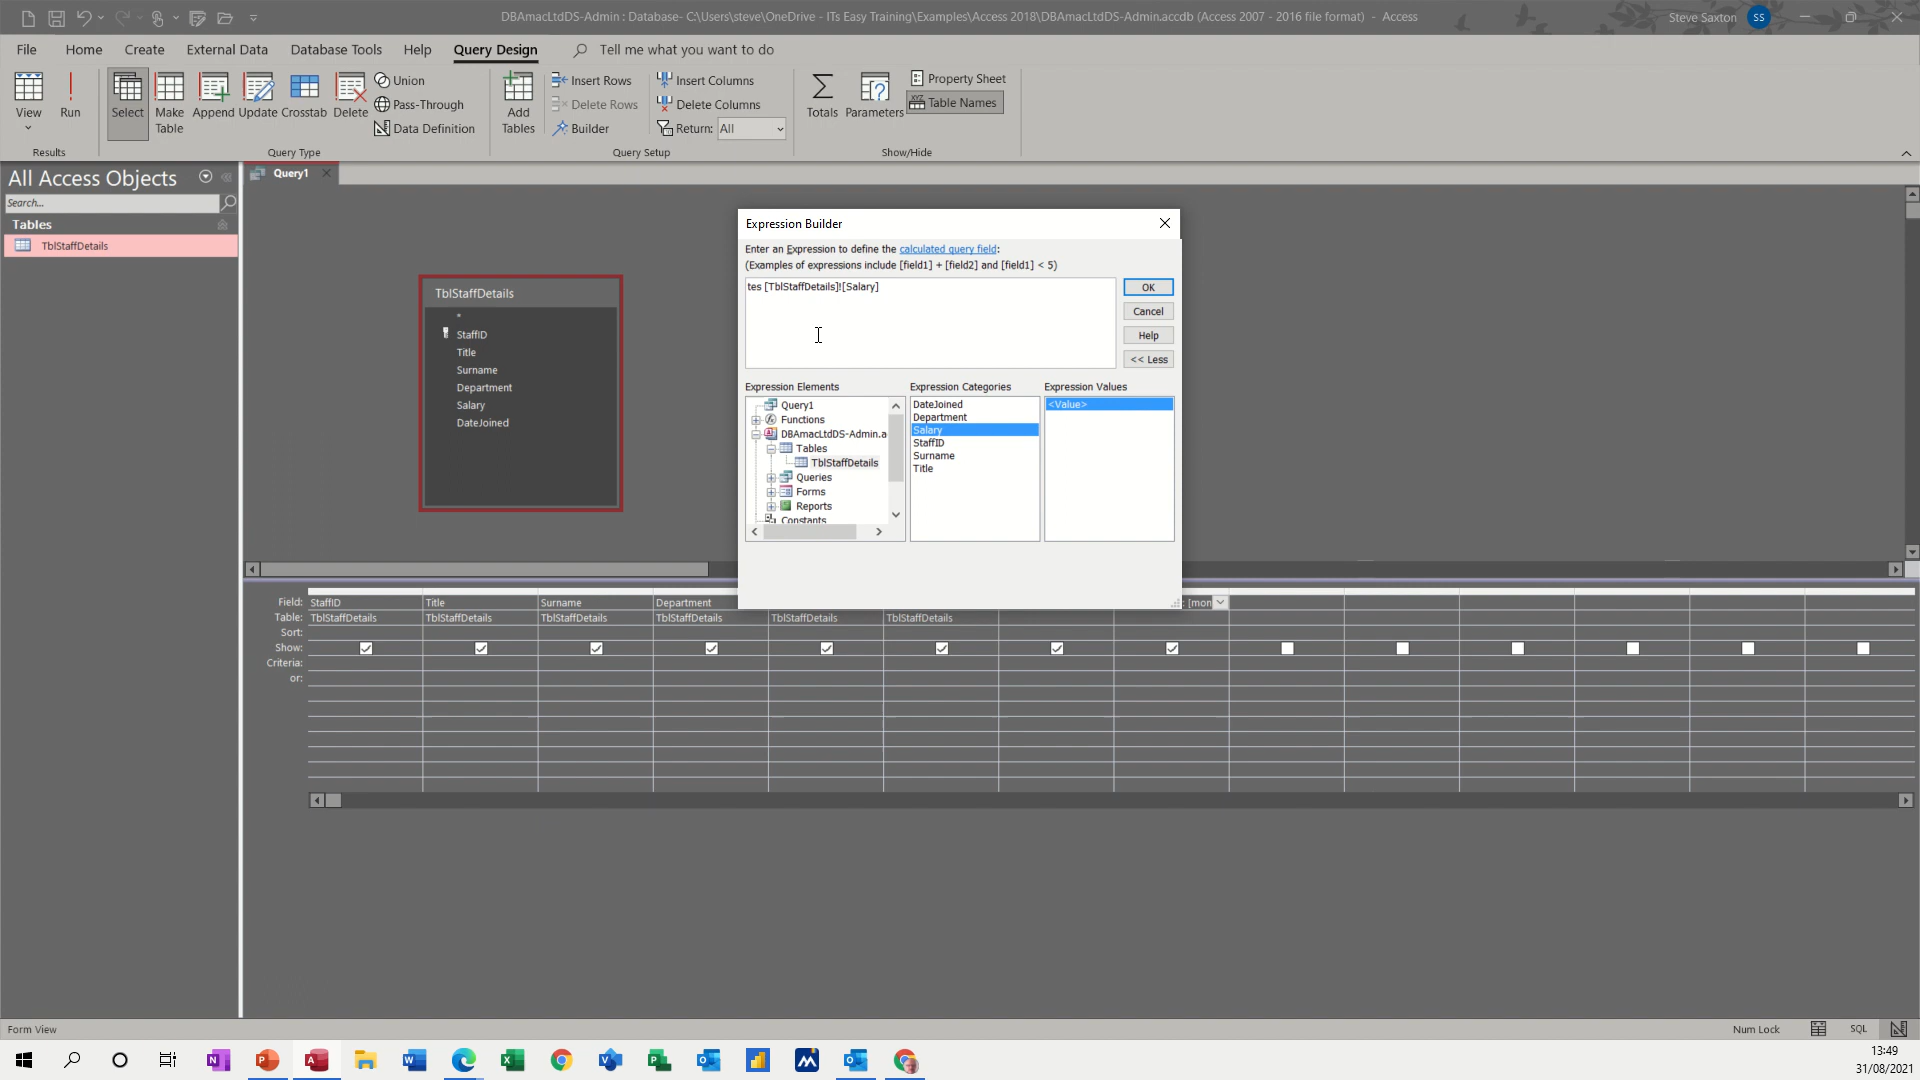 DBAmacLtdDS-Admin : Database- C:\Users\steve\OneDrive - ITs Easy Training\Examples\Access 2018\DBAmacLtdDS-Admin.accdb (Access 2007 - 2016 file format) - Access
Steve Saxton SS
File Home Create External Data Database Tools Help Query Design Tell me what you want to do
View
Run
Select
Make Table
Append
Update
Crosstab
Delete
Union
Pass-Through
Data Definition
Add Tables
Insert Rows
Delete Rows
Builder
Insert Columns
Delete Columns
Return: All
Totals
Parameters
Property Sheet
XYZ Table Names
Results Query Type Query Setup Show/Hide
All Access Objects
Search...
Tables
TblStaffDetails
Query1
TblStaffDetails
*
StaffID
Title
Surname
Department
Salary
DateJoined
Expression Builder
Enter an Expression to define the calculated query field:
(Examples of expressions include [field1] + [field2] and [field1] < 5)
tes [TblStaffDetails]![Salary]
OK
Cancel
Help
<< Less
Expression Elements
Query1
Functions
DBAmacLtdDS-Admin.a
Tables
TblStaffDetails
Queries
Forms
Reports
Constants
Expression Categories
DateJoined
Department
Salary
StaffID
Surname
Title
Expression Values
<Value>
Field: StaffID Title Surname Department : [mon
Table: TblStaffDetails TblStaffDetails TblStaffDetails TblStaffDetails TblStaffDetails TblStaffDetails
Sort:
Show:
Criteria:
or:
Form View
Num Lock SQL
13:49
31/08/2021